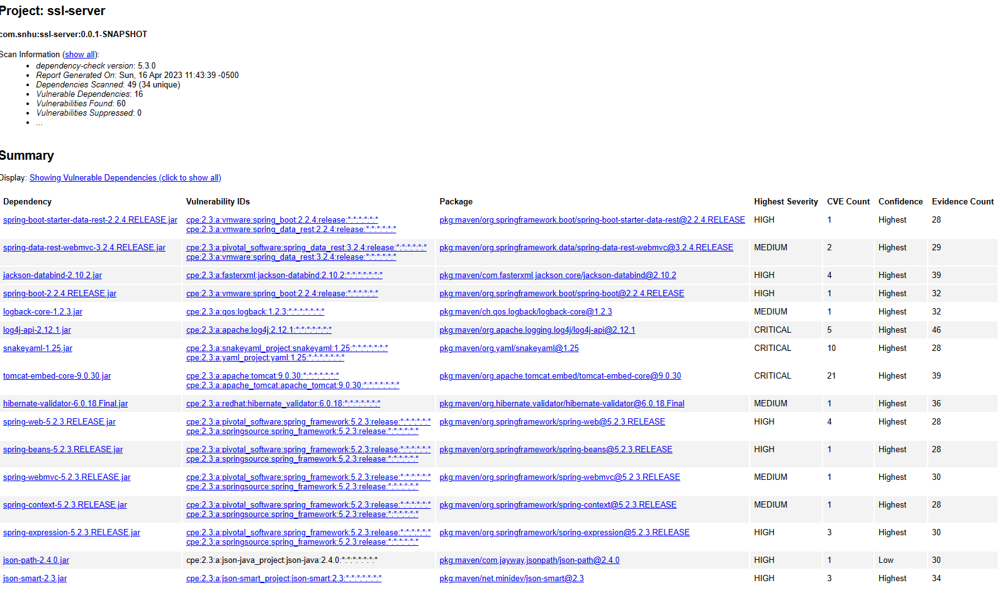 Project: ssl-server
com.snhu:ssl-server:0.0.1-SNAPSHOT
Scan Information (show all):
• dependency-check version: 5.3.0
• Report Generated On: Sun, 16 Apr 2023 11:43:39 -0500
• Dependencies Scanned: 49 (34 unique)
• Vulnerable Dependencies: 16
• Vulnerabilities Found: 60
• Vulnerabilities Suppressed: 0
• ...
Summary
Display: Showing Vulnerable Dependencies (click to show all)
Dependency Vulnerability IDs Package Highest Severity CVE Count Confidence Evidence Count
spring-boot-starter-data-rest-2.2.4.RELEASE.jar cpe:2.3:a:vmware:spring_boot:2.2.4:release:*:*:*:*:*:* pkg:maven/org.springframework.boot/spring-boot-starter-data-rest@2.2.4.RELEASE HIGH 1 Highest 28
cpe:2.3:a:vmware:spring_data_rest:2.2.4:release:*:*:*:*:*:*
spring-data-rest-webmvc-3.2.4.RELEASE.jar cpe:2.3:a:pivotal_software:spring_data_rest:3.2.4:release:*:*:*:*:*:* pkg:maven/org.springframework.data/spring-data-rest-webmvc@3.2.4.RELEASE MEDIUM 2 Highest 29
cpe:2.3:a:vmware:spring_data_rest:3.2.4:release:*:*:*:*:*:*
jackson-databind-2.10.2.jar cpe:2.3:a:fasterxml:jackson-databind:2.10.2:*:*:*:*:*:*:* pkg:maven/com.fasterxml.jackson.core/jackson-databind@2.10.2 HIGH 4 Highest 39
spring-boot-2.2.4.RELEASE.jar cpe:2.3:a:vmware:spring_boot:2.2.4:release:*:*:*:*:*:* pkg:maven/org.springframework.boot/spring-boot@2.2.4.RELEASE HIGH 1 Highest 32
logback-core-1.2.3.jar cpe:2.3:a:qos:logback:1.2.3:*:*:*:*:*:*:* pkg:maven/ch.qos.logback/logback-core@1.2.3 MEDIUM 1 Highest 32
log4j-api-2.12.1.jar cpe:2.3:a:apache:log4j:2.12.1:*:*:*:*:*:*:* pkg:maven/org.apache.logging.log4j/log4j-api@2.12.1 CRITICAL 5 Highest 46
snakeyaml-1.25.jar cpe:2.3:a:snakeyaml_project:snakeyaml:1.25:*:*:*:*:*:*:* pkg:maven/org.yaml/snakeyaml@1.25 CRITICAL 10 Highest 28
cpe:2.3:a:yaml_project:yaml:1.25:*:*:*:*:*:*:*
tomcat-embed-core-9.0.30.jar cpe:2.3:a:apache:tomcat:9.0.30:*:*:*:*:*:*:* pkg:maven/org.apache.tomcat.embed/tomcat-embed-core@9.0.30 CRITICAL 21 Highest 39
cpe:2.3:a:apache_tomcat:apache_tomcat:9.0.30:*:*:*:*:*:*:*
hibernate-validator-6.0.18.Final.jar cpe:2.3:a:redhat:hibernate_validator:6.0.18:*:*:*:*:*:*:* pkg:maven/org.hibernate.validator/hibernate-validator@6.0.18.Final MEDIUM 1 Highest 36
spring-web-5.2.3.RELEASE.jar cpe:2.3:a:pivotal_software:spring_framework:5.2.3:release:*:*:*:*:*:* pkg:maven/org.springframework/spring-web@5.2.3.RELEASE HIGH 4 Highest 28
cpe:2.3:a:springsource:spring_framework:5.2.3:release:*:*:*:*:*:*
spring-beans-5.2.3.RELEASE.jar cpe:2.3:a:pivotal_software:spring_framework:5.2.3:release:*:*:*:*:*:* pkg:maven/org.springframework/spring-beans@5.2.3.RELEASE HIGH 1 Highest 28
cpe:2.3:a:springsource:spring_framework:5.2.3:release:*:*:*:*:*:*
spring-webmvc-5.2.3.RELEASE.jar cpe:2.3:a:pivotal_software:spring_framework:5.2.3:release:*:*:*:*:*:* pkg:maven/org.springframework/spring-webmvc@5.2.3.RELEASE MEDIUM 1 Highest 30
cpe:2.3:a:springsource:spring_framework:5.2.3:release:*:*:*:*:*:*
spring-context-5.2.3.RELEASE.jar cpe:2.3:a:pivotal_software:spring_framework:5.2.3:release:*:*:*:*:*:* pkg:maven/org.springframework/spring-context@5.2.3.RELEASE MEDIUM 1 Highest 28
cpe:2.3:a:springsource:spring_framework:5.2.3:release:*:*:*:*:*:*
spring-expression-5.2.3.RELEASE.jar cpe:2.3:a:pivotal_software:spring_framework:5.2.3:release:*:*:*:*:*:* pkg:maven/org.springframework/spring-expression@5.2.3.RELEASE HIGH 3 Highest 30
cpe:2.3:a:springsource:spring_framework:5.2.3:release:*:*:*:*:*:*
json-path-2.4.0.jar cpe:2.3:a:json-java_project:json-java:2.4.0:*:*:*:*:*:*:* pkg:maven/com.jayway.jsonpath/json-path@2.4.0 HIGH 1 Low 30
json-smart-2.3.jar cpe:2.3:a:json-smart_project:json-smart:2.3:*:*:*:*:*:*:* pkg:maven/net.minidev/json-smart@2.3 HIGH 3 Highest 34